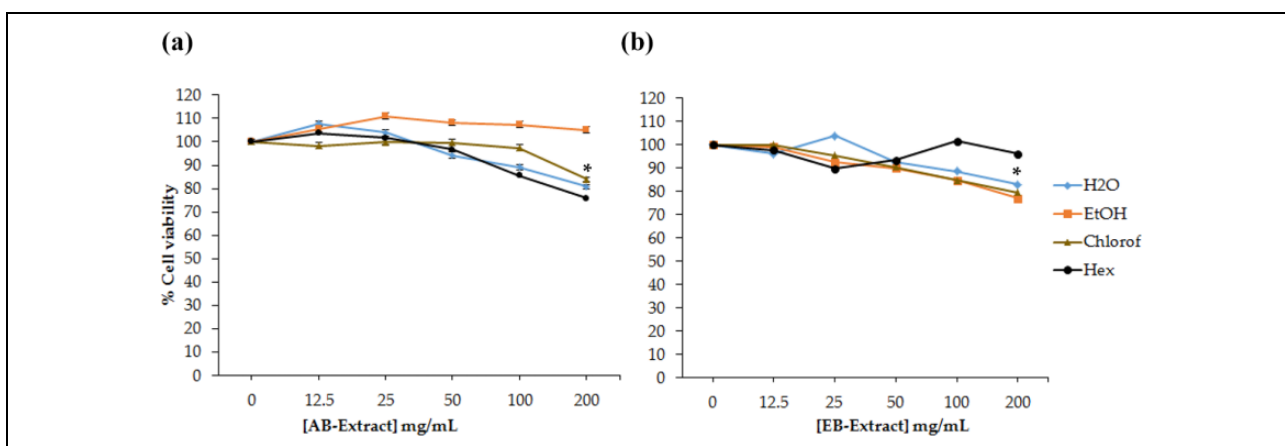 (a)
120
110
100
90
80
70
60
50
40
30
20
10
0
% Cell viability
*
0 12.5 25 50 100 200
[AB-Extract] mg/mL
(b)
120
110
100
90
80
70
60
50
40
30
20
10
0
*
0 12.5 25 50 100 200
[EB-Extract] mg/mL
H2O
EtOH
Chlorof
Hex